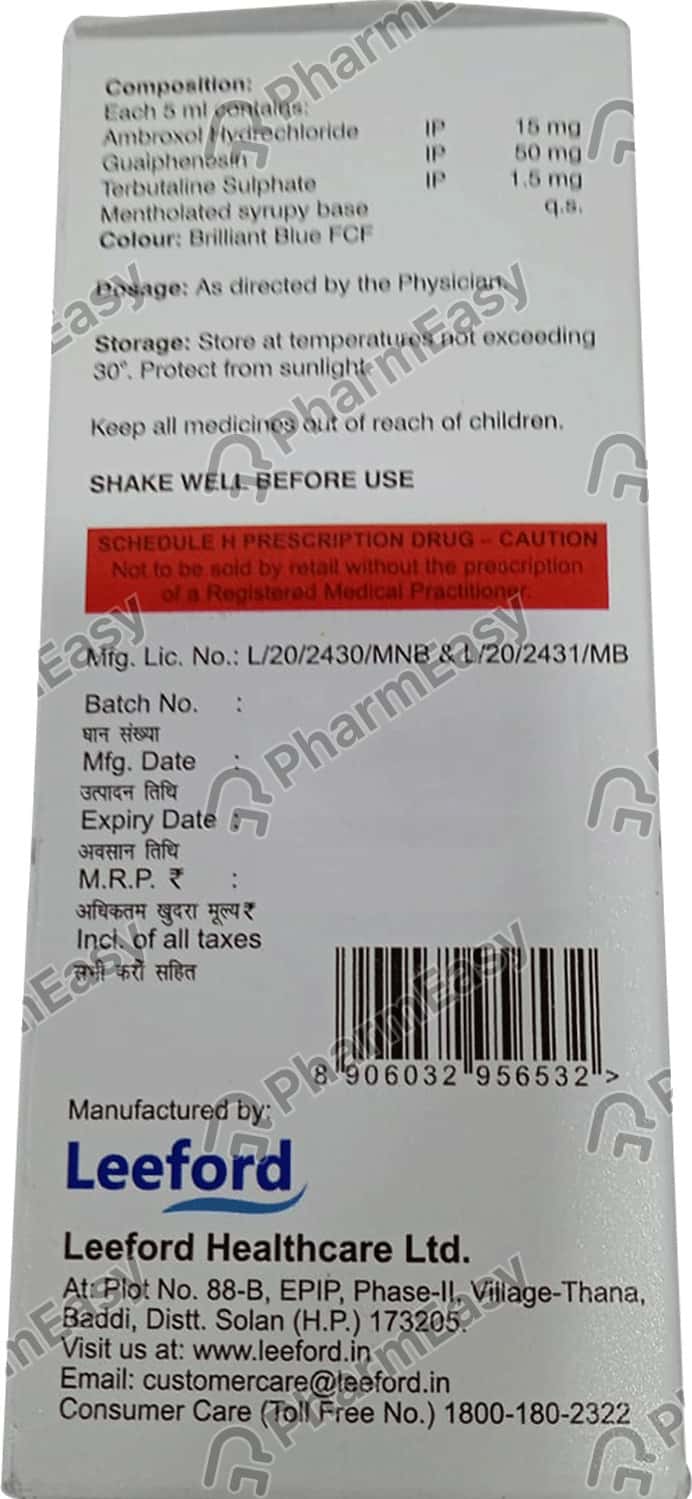 Composition:
Each 5 ml contains:
Ambroxol Hydrochloride IP 15 mg
Guaiphenesin IP 50 mg
Terbutaline Sulphate IP 1.5 mg
Mentholated syrupy base q.s.
Colour: Brilliant Blue FCF
Dosage: As directed by the Physician.
Storage: Store at temperatures not exceeding
30°. Protect from sunlight.
Keep all medicines out of reach of children.
SHAKE WELL BEFORE USE
SCHEDULE H PRESCRIPTION DRUG – CAUTION
Not to be sold by retail without the prescription
of a Registered Medical Practitioner.
Mfg. Lic. No.: L/20/2430/MNB & L/20/2431/MB
Batch No. :
घान संख्या
Mfg. Date :
उत्पादन तिथि
Expiry Date :
अवसान तिथि
M.R.P. ₹ :
अधिकतम खुदरा मूल्य ₹
Incl. of all taxes
सभी करों सहित
8 906032 956532 >
Manufactured by:
Leeford
Leeford Healthcare Ltd.
At: Plot No. 88-B, EPIP, Phase-II, Village-Thana,
Baddi, Distt. Solan (H.P.) 173205.
Visit us at: www.leeford.in
Email: customercare@leeford.in
Consumer Care (Toll Free No.) 1800-180-2322
PharmEasy
PharmEasy
PharmEasy
PharmEasy
PharmEasy